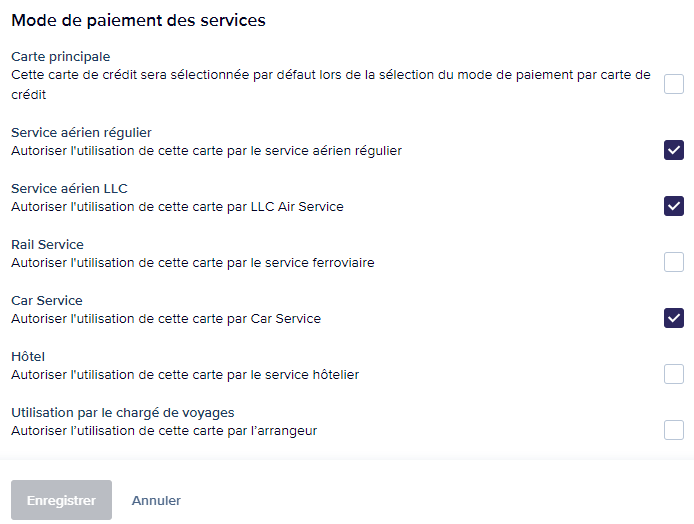 Mode de paiement des services
Carte principale
Cette carte de crédit sera sélectionnée par défaut lors de la sélection du mode de paiement par carte de
crédit
Service aérien régulier
Autoriser l'utilisation de cette carte par le service aérien régulier
Service aérien LLC
Autoriser l'utilisation de cette carte par LLC Air Service
Rail Service
Autoriser l'utilisation de cette carte par le service ferroviaire
Car Service
Autoriser l'utilisation de cette carte par Car Service
Hôtel
Autoriser l'utilisation de cette carte par le service hôtelier
Utilisation par le chargé de voyages
Autoriser l’utilisation de cette carte par l’arrangeur
Enregistrer
Annuler